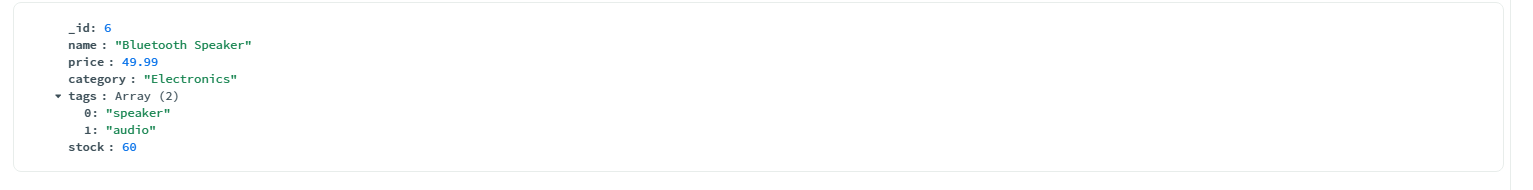 _id: 6
name : "Bluetooth Speaker"
price : 49.99
category : "Electronics"
tags : Array (2)
0: "speaker"
1: "audio"
stock : 60